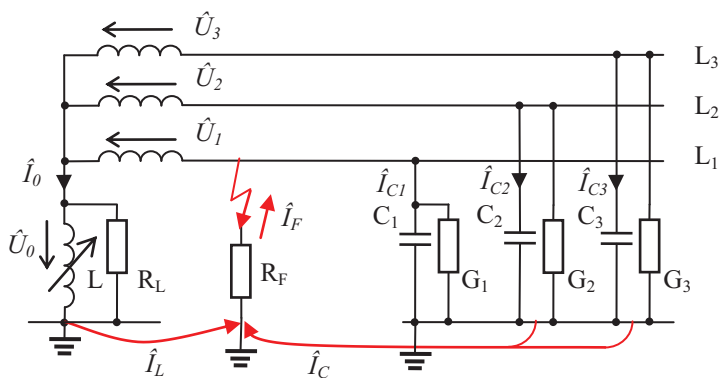 Û3
L3
Û2
L2
Û1
L1
Î0
ÎC1
ÎC2
ÎC3
ÎF
C1
C2
C3
Û0
L
RL
RF
G1
G2
G3
ÎL
ÎC